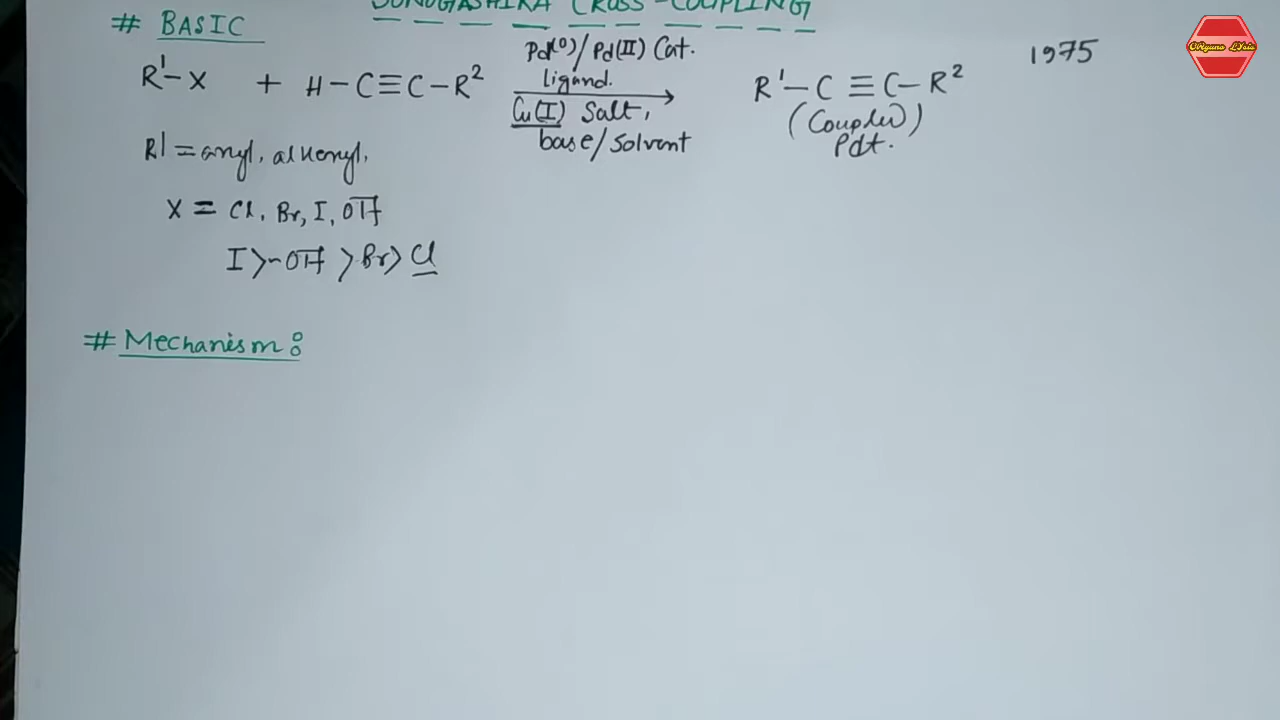 SONOGASHIRA CROSS-COUPLING
# BASIC
R¹-X + H-C≡C-R² Pd(0)/Pd(II) Cat. ligand. Cu(I) Salt, base/Solvent → R¹-C≡C-R²
(Coupled) Pdt.
1975
R¹ = aryl, alkenyl,
X = Cl, Br, I, OTf
I > ~OTf > Br > Cl
# Mechanism: